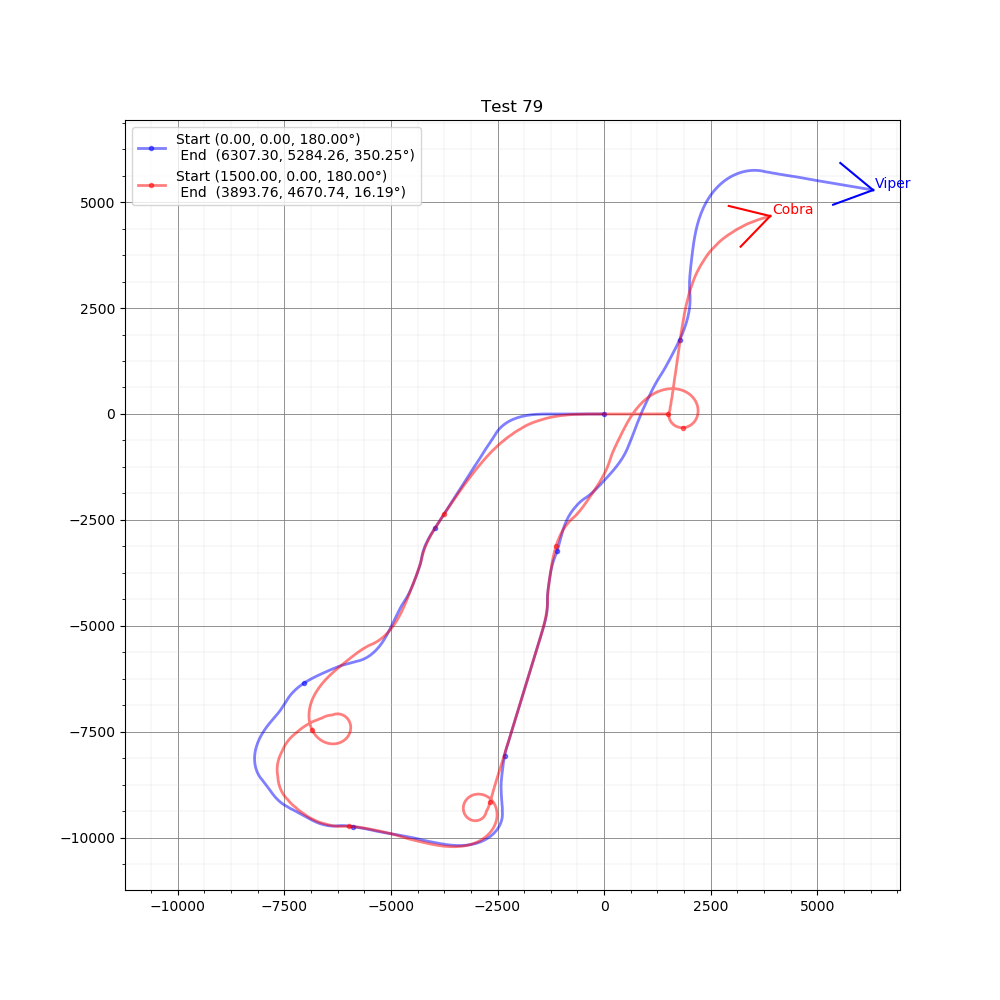 Test 79
Start (0.00, 0.00, 180.00°)
End (6307.30, 5284.26, 350.25°)
Start (1500.00, 0.00, 180.00°)
End (3893.76, 4670.74, 16.19°)
Viper
Cobra
5000
2500
0
−2500
−5000
−7500
−10000
−10000 −7500 −5000 −2500 0 2500 5000